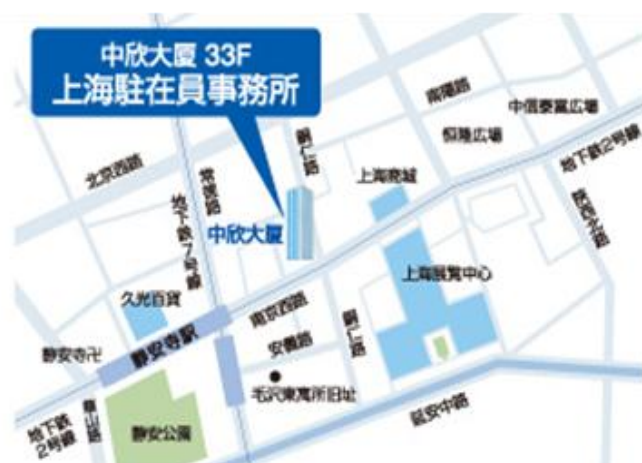 中欣大厦 33F
上海駐在員事務所
北京西路
常徳路
地下鉄7号線
銅仁路
南陽路
中信泰富広場
恒隆広場
地下鉄2号線
上海商城
陝西北路
中欣大厦
久光百貨
上海展覧中心
南京西路
静安寺駅
静安寺卍
安義路
銅仁路
毛沢東寓所旧址
延安中路
地下鉄
2号線
華山路
静安公園